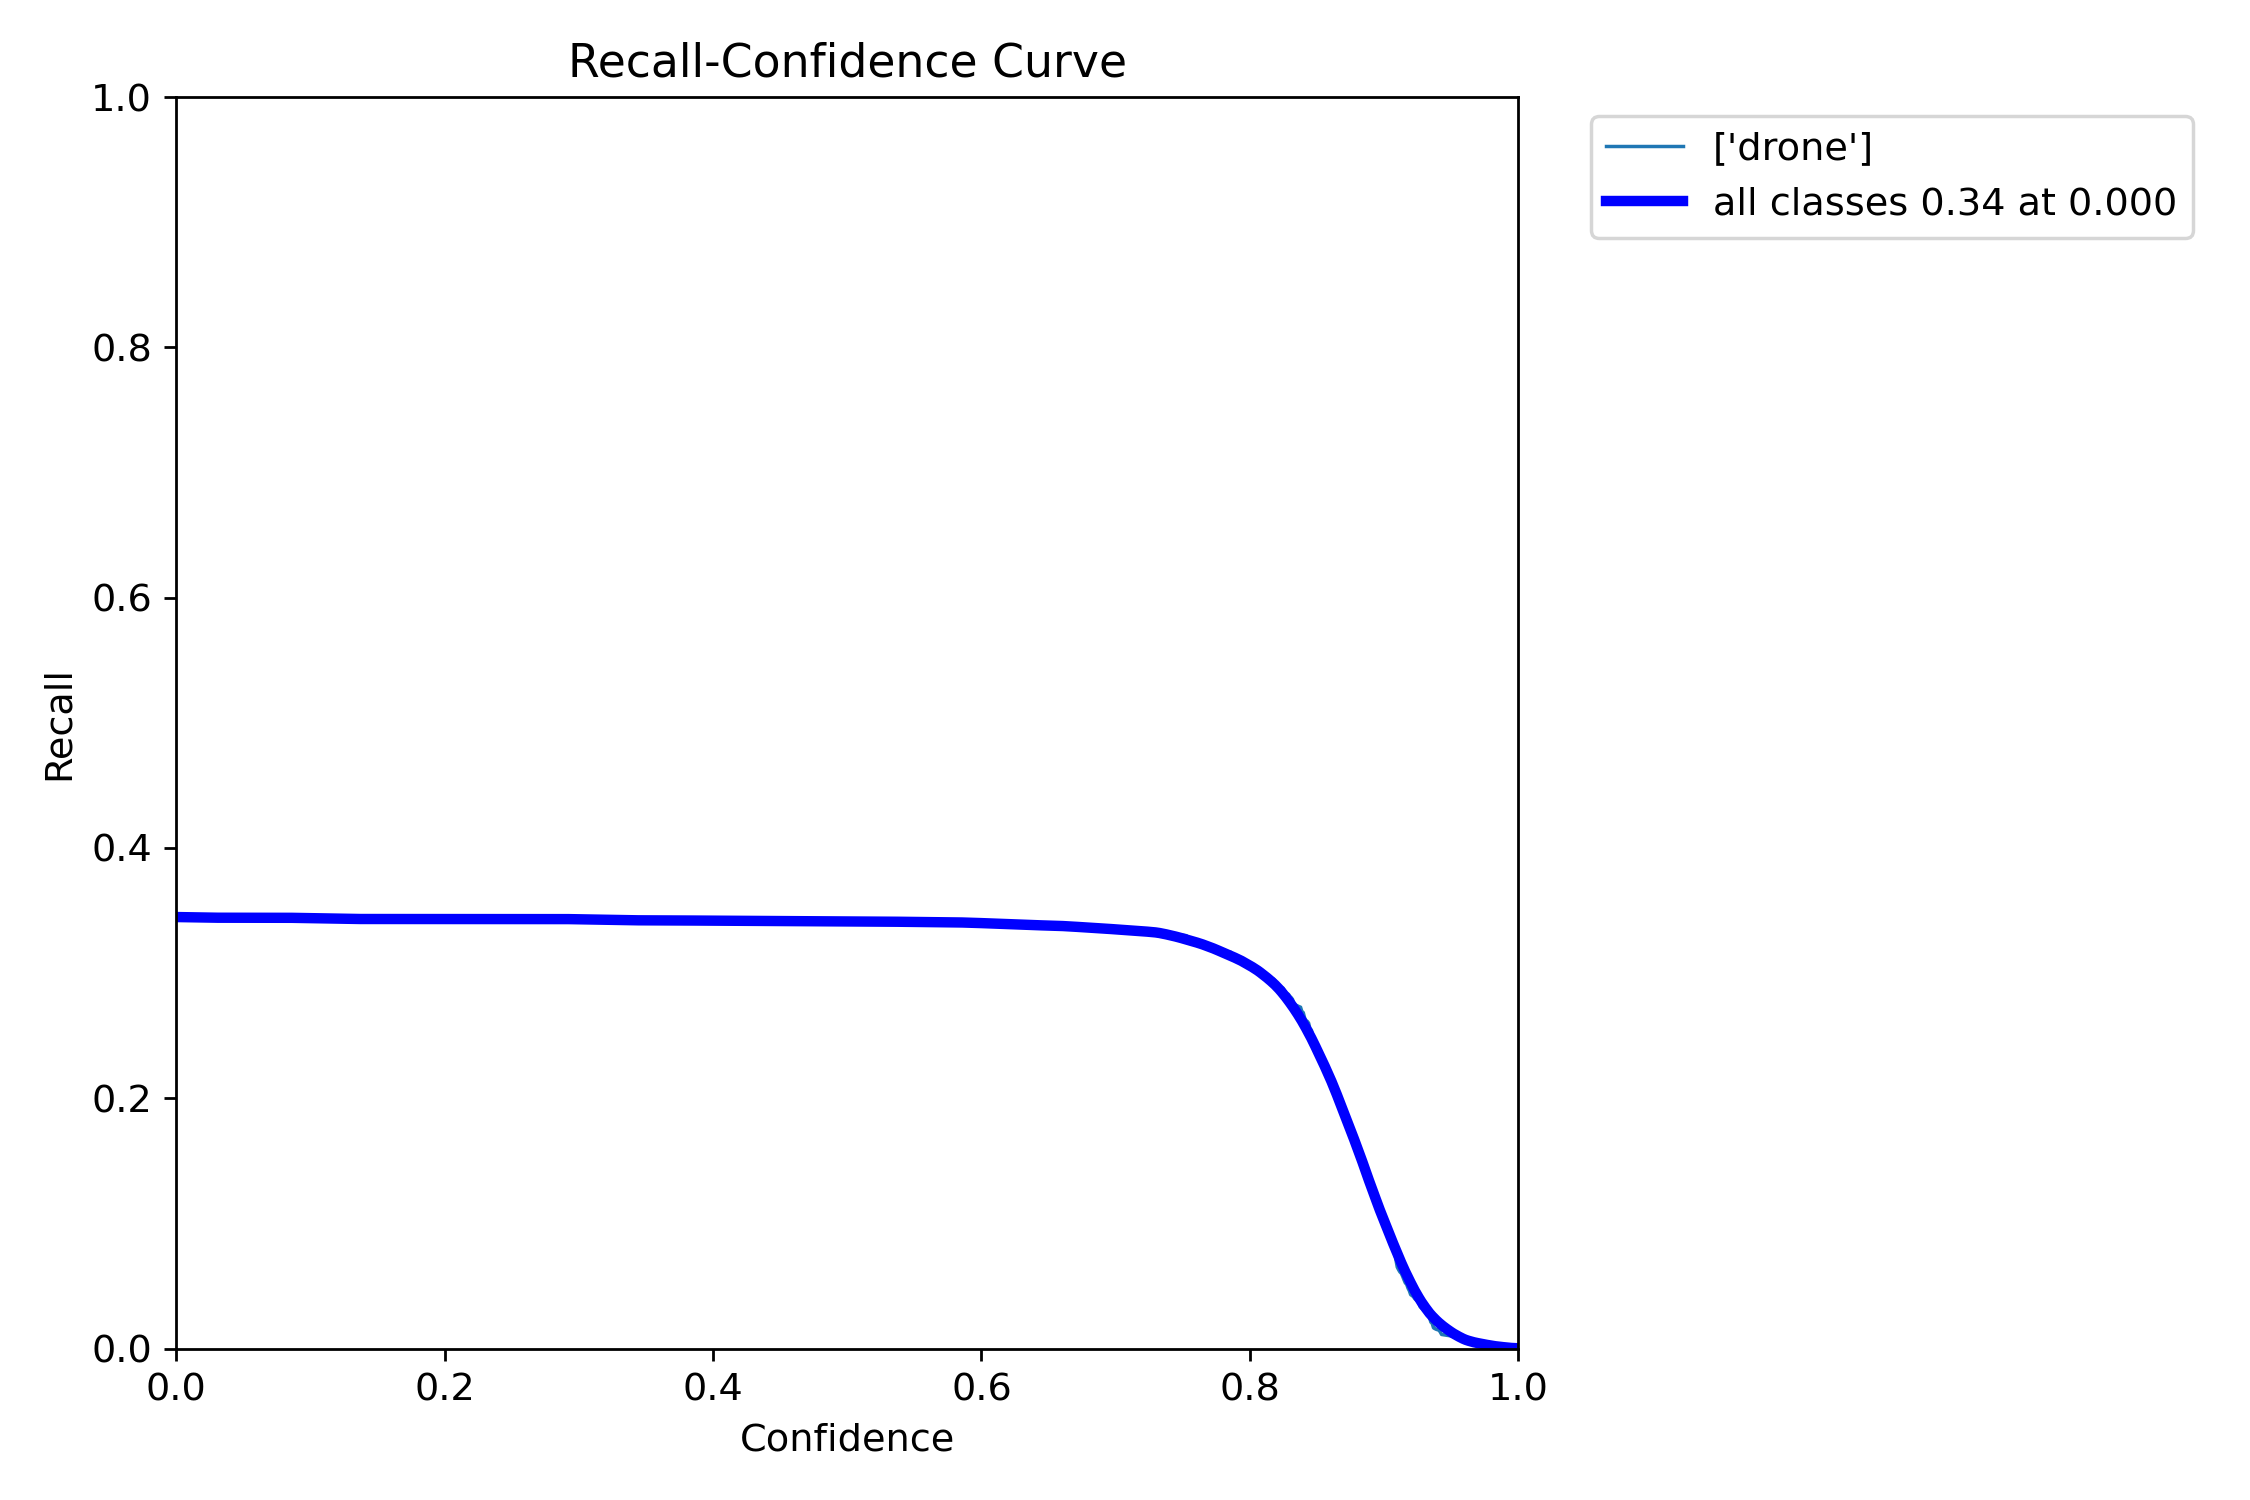 Recall-Confidence Curve
1.0
0.8
0.6
0.4
0.2
0.0
Recall
0.0 0.2 0.4 0.6 0.8 1.0
Confidence
['drone']
all classes 0.34 at 0.000